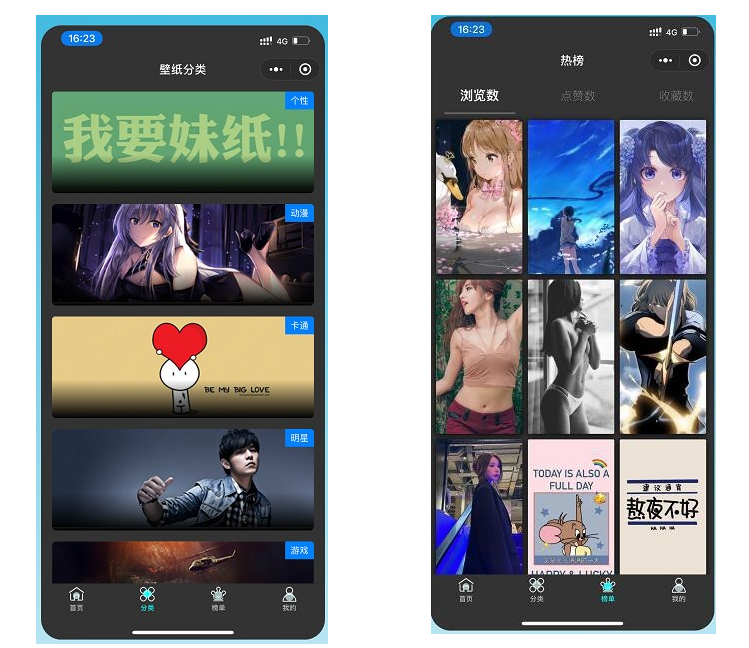 16:23
4G
壁纸分类
个性
我要妹纸!!
动漫
卡通
BE MY BIG LOVE
明星
游戏
首页
分类
榜单
我的
16:23
4G
热榜
浏览数
点赞数
收藏数
TODAY IS ALSO A
FULL DAY
HAPPY & LUCKY
建议通宵
熬夜不好
HA HA HA
首页
分类
榜单
我的